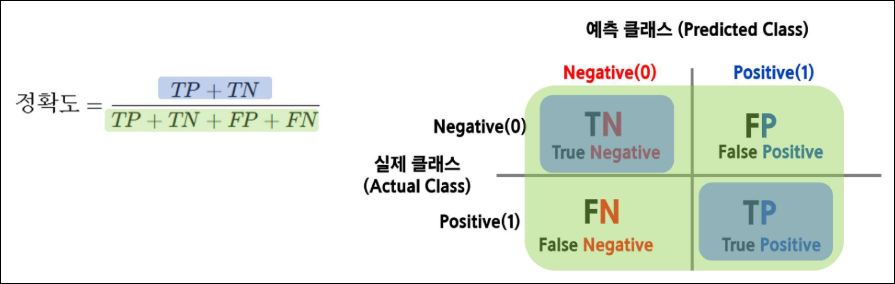 정확도 = TP + TN / TP + TN + FP + FN
예측 클래스 (Predicted Class)
Negative(0) Positive(1)
Negative(0) TN FP
True Negative False Positive
실제 클래스
(Actual Class)
Positive(1) FN TP
False Negative True Positive